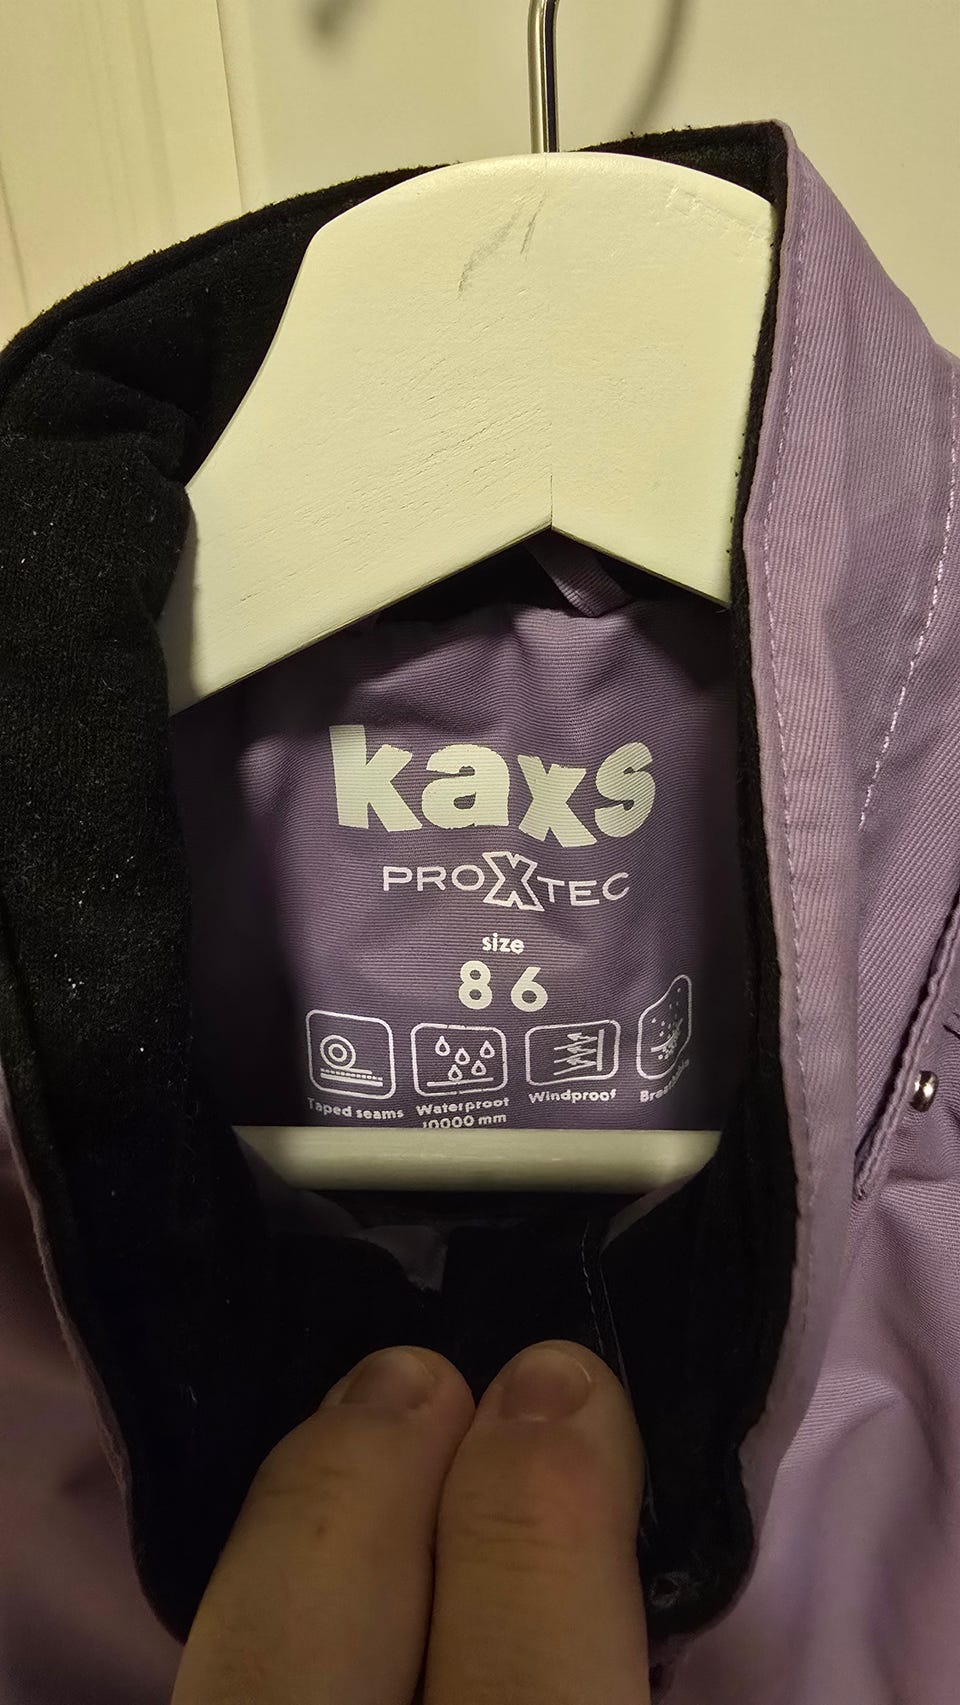 kaxs
PROXTEC
size
86
Taped seams
Waterproof
10000 mm
Windproof